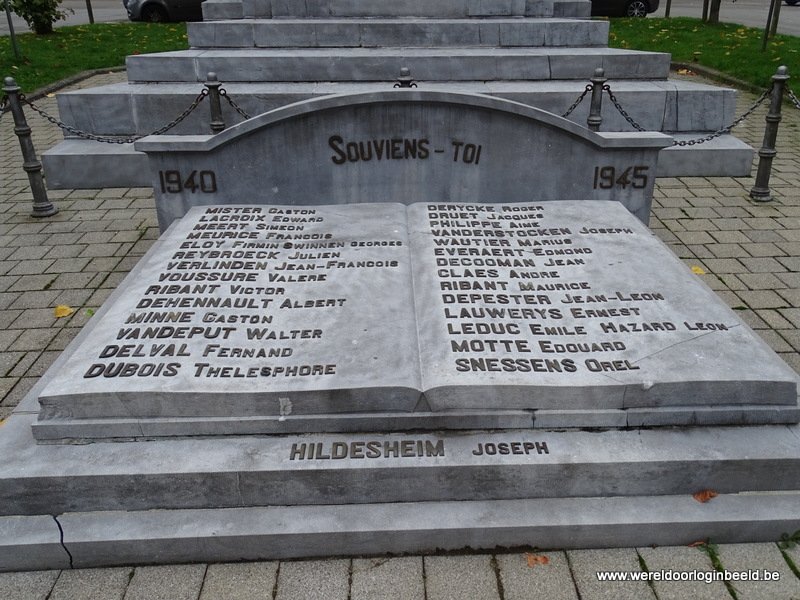 SOUVIENS-TOI
1940
1945
MISTER GASTON
LACROIX EDWARD
MEERT SIMEON
MEURICE FRANCOIS
ELOY FIRMIN SWINNEN GEORGES
REYBROECK JULIEN
VERLINDEN JEAN-FRANCOIS
VOUSSURE VALERE
RIBANT VICTOR
DEHENNAULT ALBERT
MINNE GASTON
VANDEPUT WALTER
DELVAL FERNAND
DUBOIS THELESPHORE
DERYCKE ROGER
DRUET JACQUES
PHILIPPE AIME
VANDRSTOCKEN JOSEPH
WAUTIER MARIUS
EVERAERT EDMOND
DECOOMAN JEAN
CLAES ANDRE
RIBANT MAURICE
DEPESTER JEAN-LEON
LAUWERYS ERNEST
LEDUC EMILE HAZARD LEON
MOTTE EDOUARD
SNESSENS OREL
HILDESHEIM JOSEPH
www.wereldoorloginbeeld.be